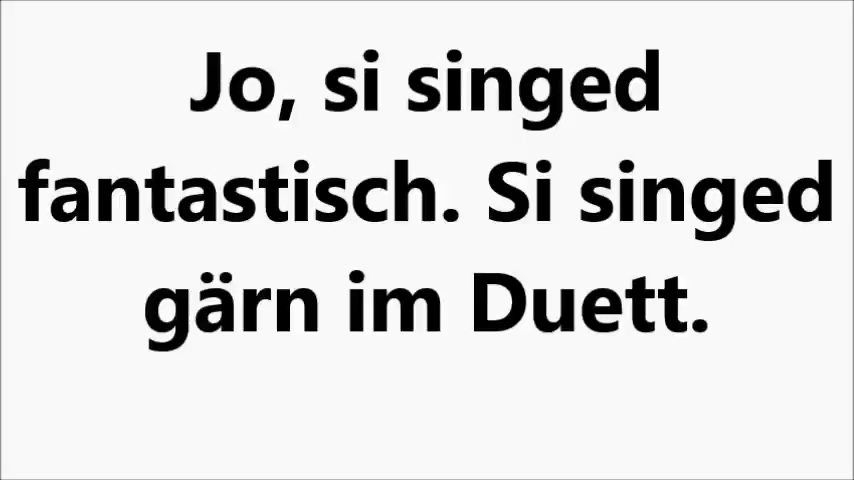 Jo, si singed
fantastisch. Si singed
gärn im Duett.